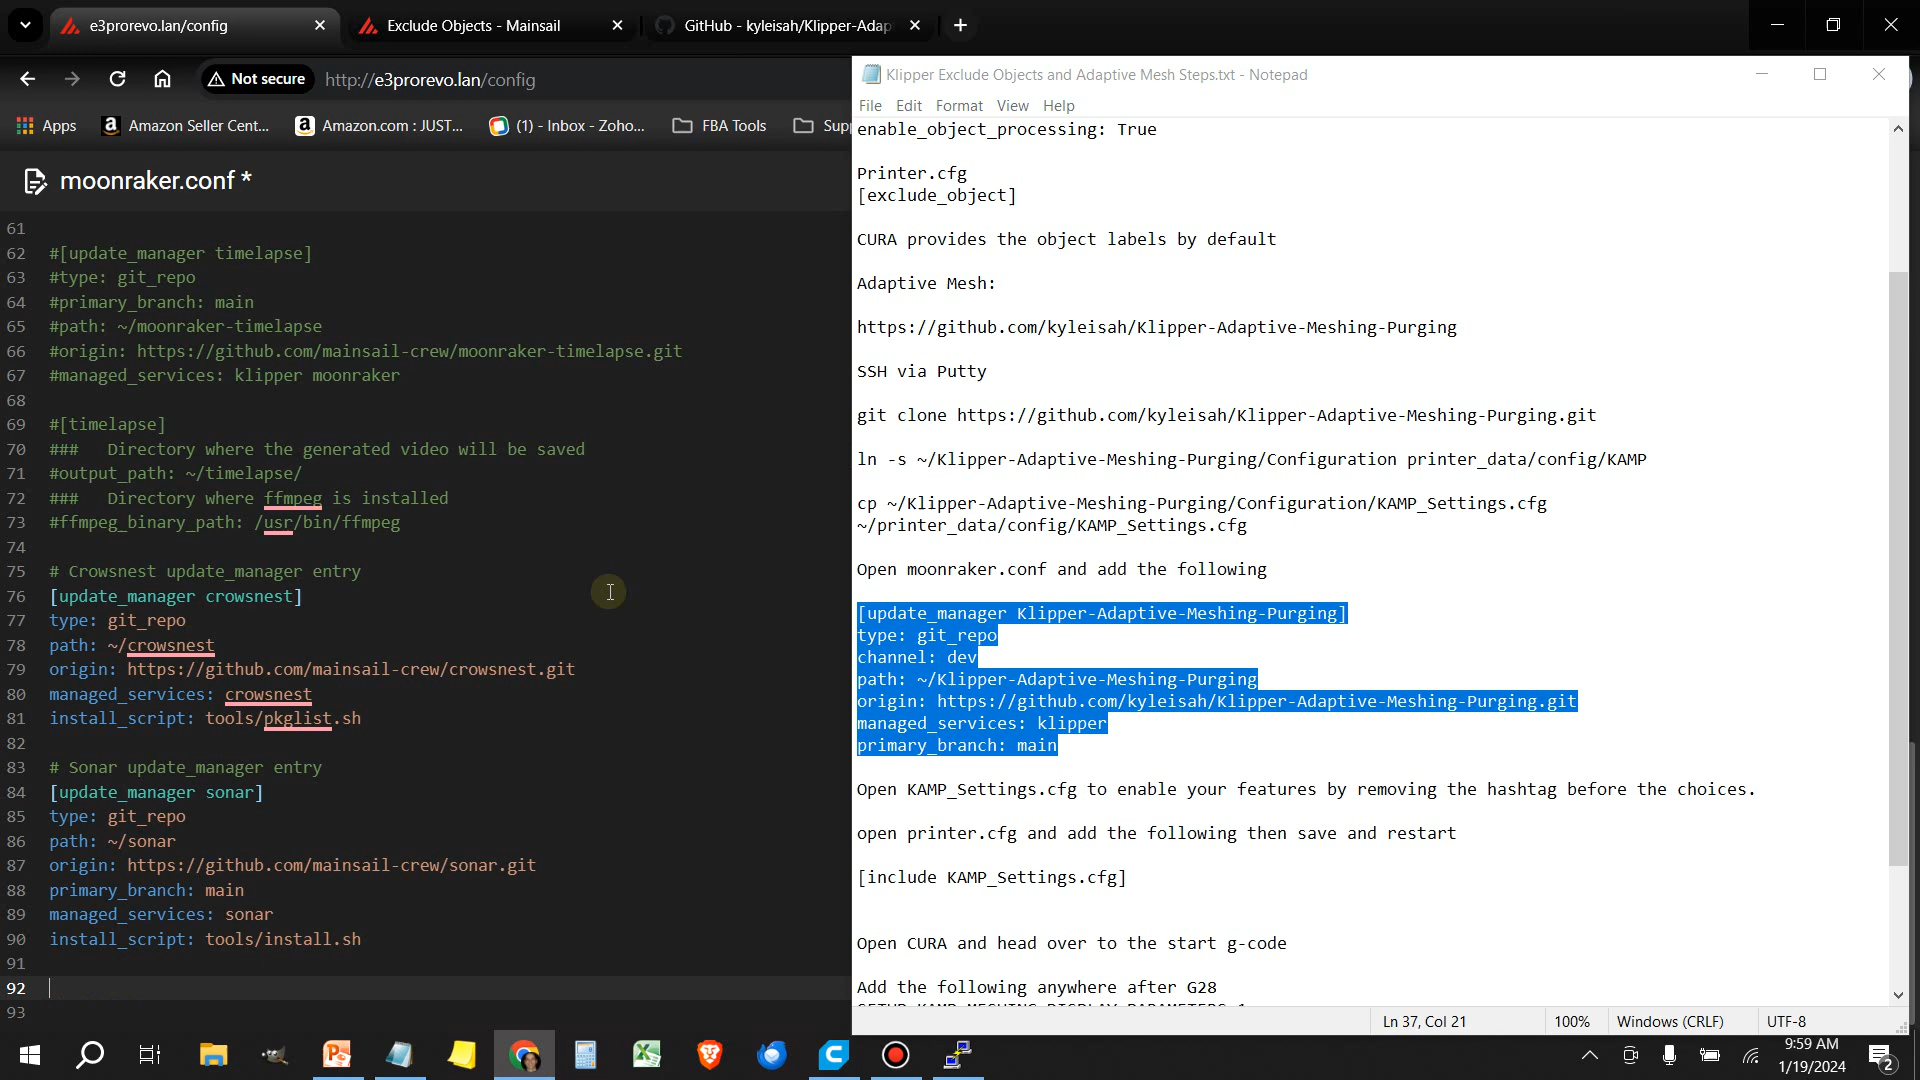 e3prorevo.lan/config
Exclude Objects - Mainsail
GitHub - kyleisah/Klipper-Adap
Not secure
http://e3prorevo.lan/config
Apps
Amazon Seller Cent...
Amazon.com : JUST...
(1) - Inbox - Zoho...
FBA Tools
Sup
moonraker.conf *
61
62 #[update_manager timelapse]
63 #type: git_repo
64 #primary_branch: main
65 #path: ~/moonraker-timelapse
66 #origin: https://github.com/mainsail-crew/moonraker-timelapse.git
67 #managed_services: klipper moonraker
68
69 #[timelapse]
70 ### Directory where the generated video will be saved
71 #output_path: ~/timelapse/
72 ### Directory where ffmpeg is installed
73 #ffmpeg_binary_path: /usr/bin/ffmpeg
74
75 # Crowsnest update_manager entry
76 [update_manager crowsnest]
77 type: git_repo
78 path: ~/crowsnest
79 origin: https://github.com/mainsail-crew/crowsnest.git
80 managed_services: crowsnest
81 install_script: tools/pkglist.sh
82
83 # Sonar update_manager entry
84 [update_manager sonar]
85 type: git_repo
86 path: ~/sonar
87 origin: https://github.com/mainsail-crew/sonar.git
88 primary_branch: main
89 managed_services: sonar
90 install_script: tools/install.sh
91
92
93
Klipper Exclude Objects and Adaptive Mesh Steps.txt - Notepad
File Edit Format View Help
enable_object_processing: True
Printer.cfg
[exclude_object]
CURA provides the object labels by default
Adaptive Mesh:
https://github.com/kyleisah/Klipper-Adaptive-Meshing-Purging
SSH via Putty
git clone https://github.com/kyleisah/Klipper-Adaptive-Meshing-Purging.git
ln -s ~/Klipper-Adaptive-Meshing-Purging/Configuration printer_data/config/KAMP
cp ~/Klipper-Adaptive-Meshing-Purging/Configuration/KAMP_Settings.cfg
~/printer_data/config/KAMP_Settings.cfg
Open moonraker.conf and add the following
[update_manager Klipper-Adaptive-Meshing-Purging]
type: git_repo
channel: dev
path: ~/Klipper-Adaptive-Meshing-Purging
origin: https://github.com/kyleisah/Klipper-Adaptive-Meshing-Purging.git
managed_services: klipper
primary_branch: main
Open KAMP_Settings.cfg to enable your features by removing the hashtag before the choices.
open printer.cfg and add the following then save and restart
[include KAMP_Settings.cfg]
Open CURA and head over to the start g-code
Add the following anywhere after G28
Ln 37, Col 21
100%
Windows (CRLF)
UTF-8
9:59 AM
1/19/2024
2